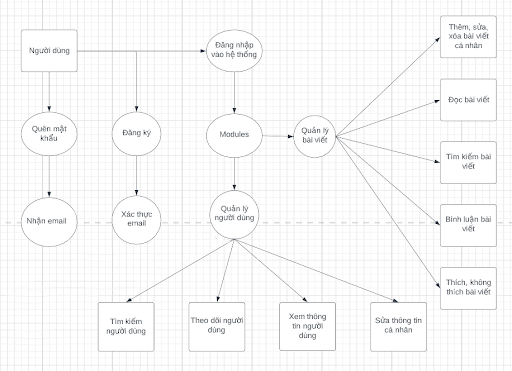 Người dùng
Đăng nhập
vào hệ thống
Thêm, sửa,
xóa bài viết
cá nhân
Quên mật
khẩu
Đăng ký
Modules
Quản lý
bài viết
Đọc bài viết
Tìm kiếm bài
viết
Nhận email
Xác thực
email
Quản lý
người dùng
Bình luận bài
viết
Thích, không
thích bài viết
Tìm kiếm
người dùng
Theo dõi người
dùng
Xem thông
tin người
dùng
Sửa thông tin
cá nhân